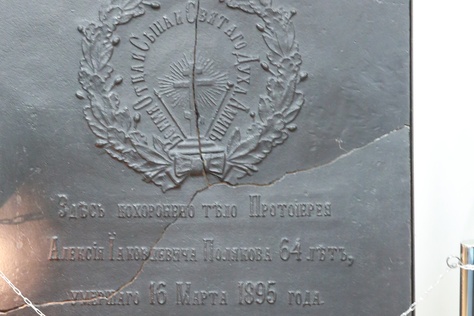 Во имя Отца и Сына и Святаго Духа Аминь
Здѣсь похоронено тѣло Протоіерея
Алексія Іаковлевича Полякова 64 лѣтъ,
умершаго 16 Марта 1895 года.